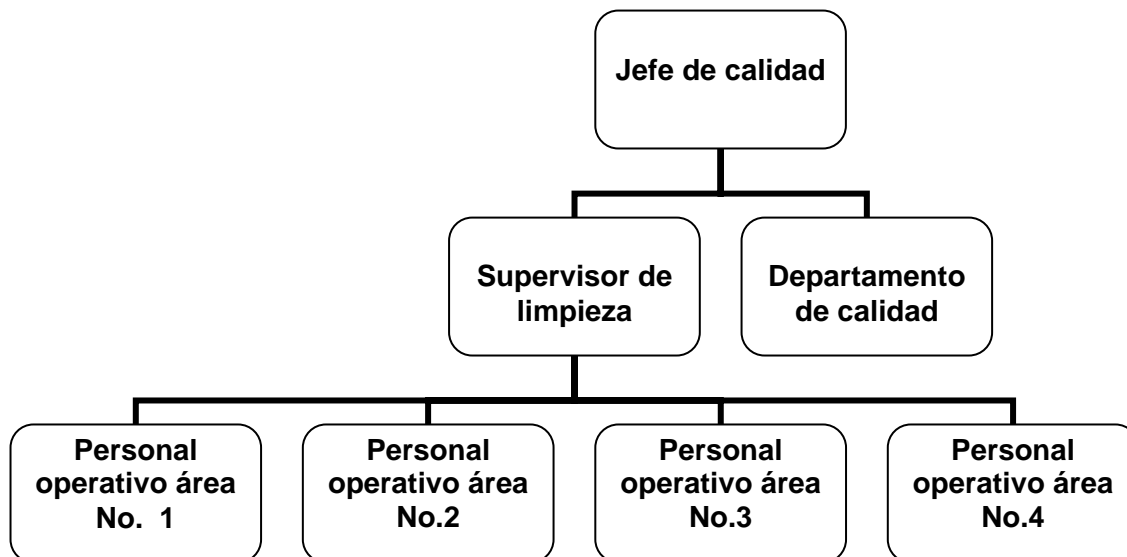 Jefe de calidad
Supervisor de
limpieza
Departamento
de calidad
Personal
operativo área
No. 1
Personal
operativo área
No.2
Personal
operativo área
No.3
Personal
operativo área
No.4